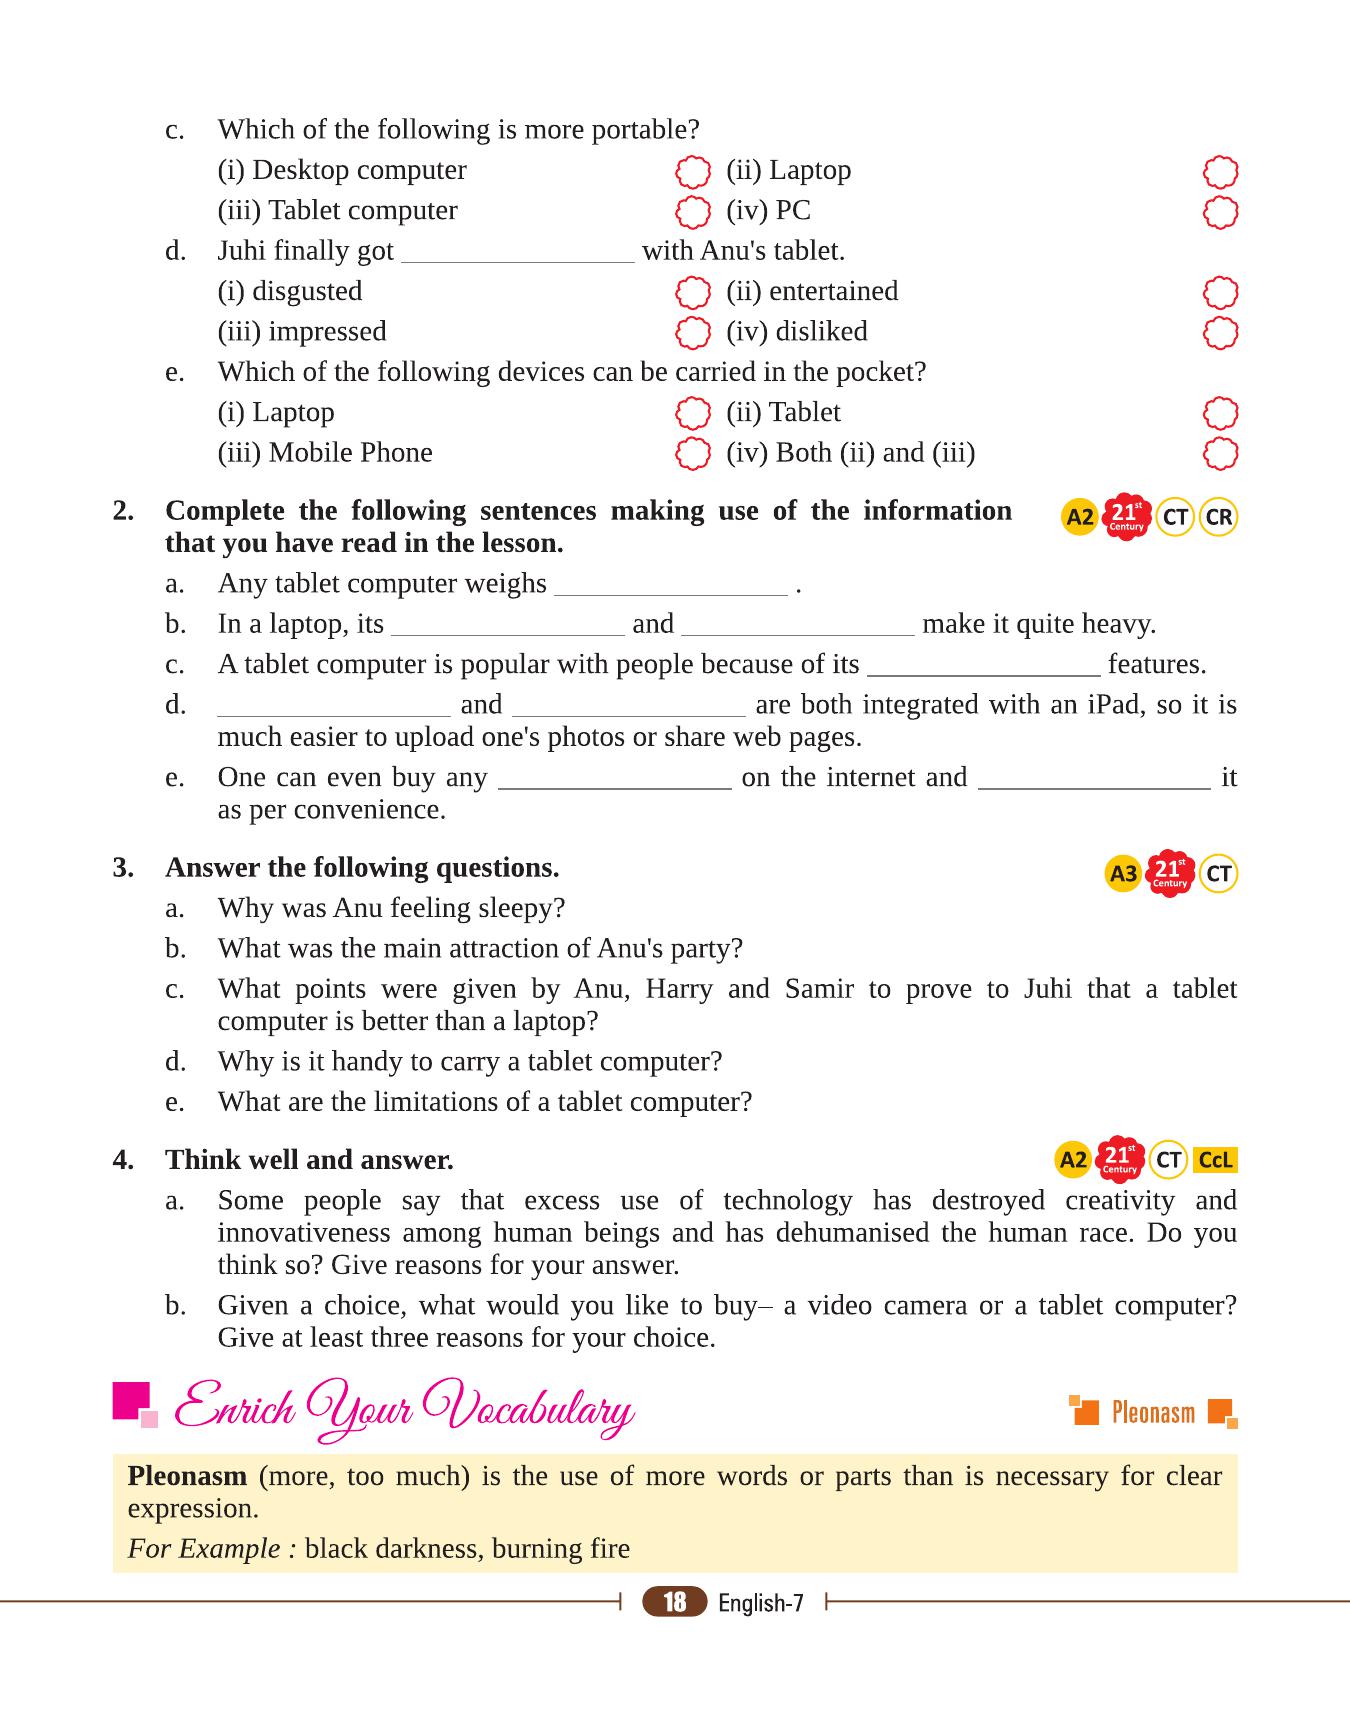 c. Which of the following is more portable?
(i) Desktop computer (ii) Laptop
(iii) Tablet computer (iv) PC
d. Juhi finally got ________________ with Anu's tablet.
(i) disgusted (ii) entertained
(iii) impressed (iv) disliked
e. Which of the following devices can be carried in the pocket?
(i) Laptop (ii) Tablet
(iii) Mobile Phone (iv) Both (ii) and (iii)
2. Complete the following sentences making use of the information A2 21st Century CT CR
that you have read in the lesson.
a. Any tablet computer weighs ________________ .
b. In a laptop, its ________________ and ________________ make it quite heavy.
c. A tablet computer is popular with people because of its ________________ features.
d. ________________ and ________________ are both integrated with an iPad, so it is
much easier to upload one's photos or share web pages.
e. One can even buy any ________________ on the internet and ________________ it
as per convenience.
3. Answer the following questions. A3 21st Century CT
a. Why was Anu feeling sleepy?
b. What was the main attraction of Anu's party?
c. What points were given by Anu, Harry and Samir to prove to Juhi that a tablet
computer is better than a laptop?
d. Why is it handy to carry a tablet computer?
e. What are the limitations of a tablet computer?
4. Think well and answer. A2 21st Century CT CcL
a. Some people say that excess use of technology has destroyed creativity and
innovativeness among human beings and has dehumanised the human race. Do you
think so? Give reasons for your answer.
b. Given a choice, what would you like to buy– a video camera or a tablet computer?
Give at least three reasons for your choice.
Enrich Your Vocabulary Pleonasm
Pleonasm (more, too much) is the use of more words or parts than is necessary for clear
expression.
For Example : black darkness, burning fire
18 English-7